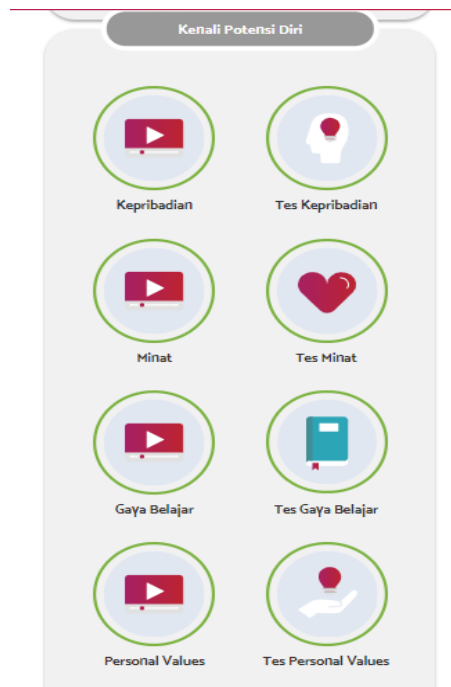 Kenali Potensi Diri
Kepribadian
Tes Kepribadian
Minat
Tes Minat
Gaya Belajar
Tes Gaya Belajar
Personal Values
Tes Personal Values